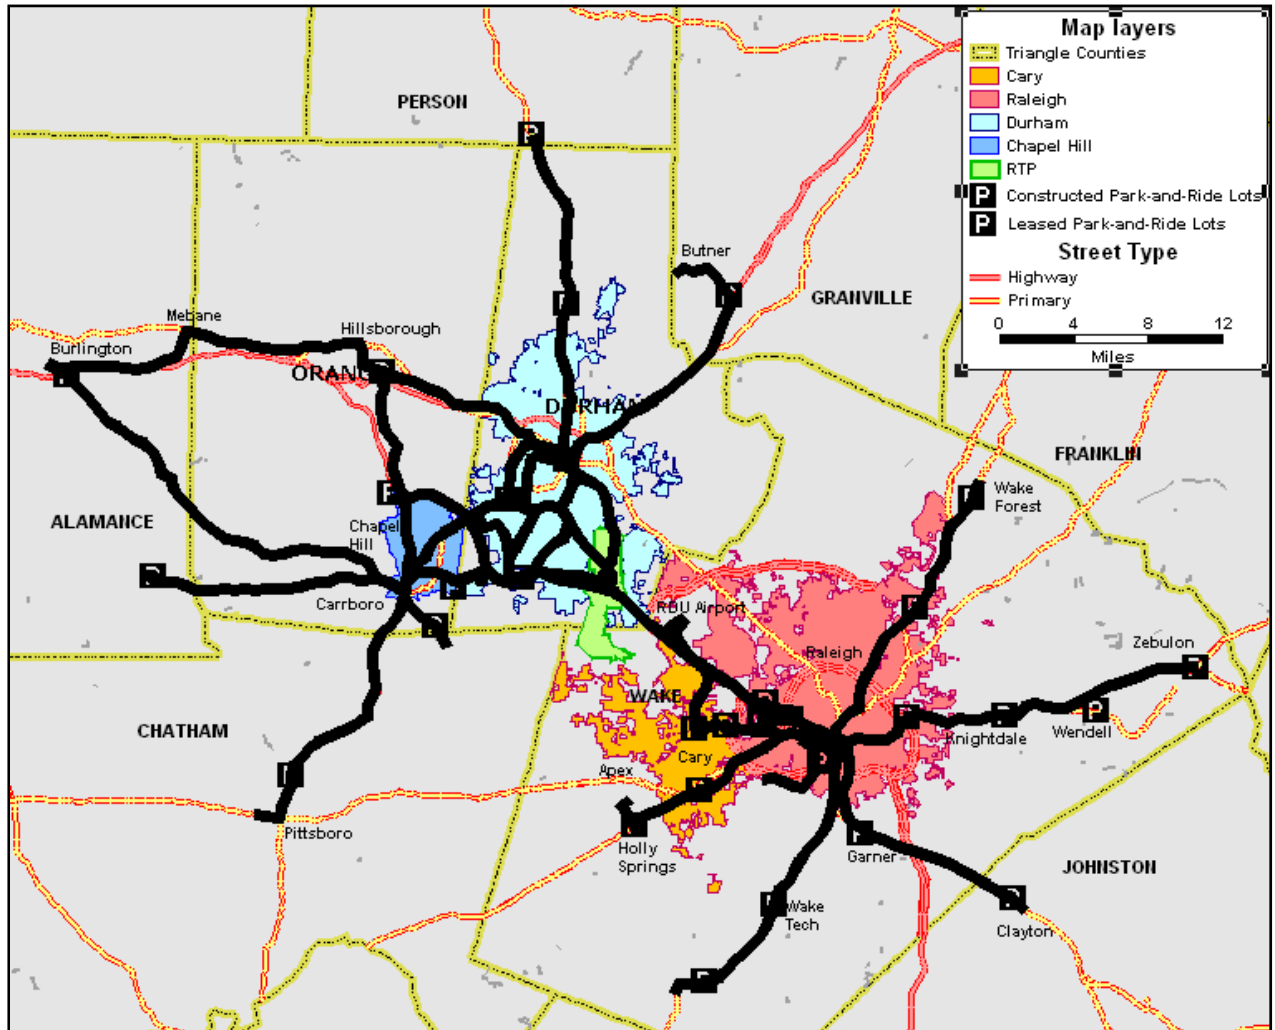 Map layers
Triangle Counties
Cary
Raleigh
Durham
Chapel Hill
RTP
P Constructed Park-and-Ride Lots
P Leased Park-and-Ride Lots
Street Type
Highway
Primary
0 4 8 12
Miles
PERSON
P
Butner
GRANVILLE
Mebane
Hillsborough
Burlington
ORANG
DURHAM
FRANKLIN
Wake
Forest
ALAMANCE
Chapel
Hill
Carrboro
RDU Airport
Raleigh
Zebulon
WAKE
CHATHAM
Knightdale
Wendell
P
Cary
Apex
Pittsboro
Holly
Springs
Garner
JOHNSTON
Wake
Tech
Clayton